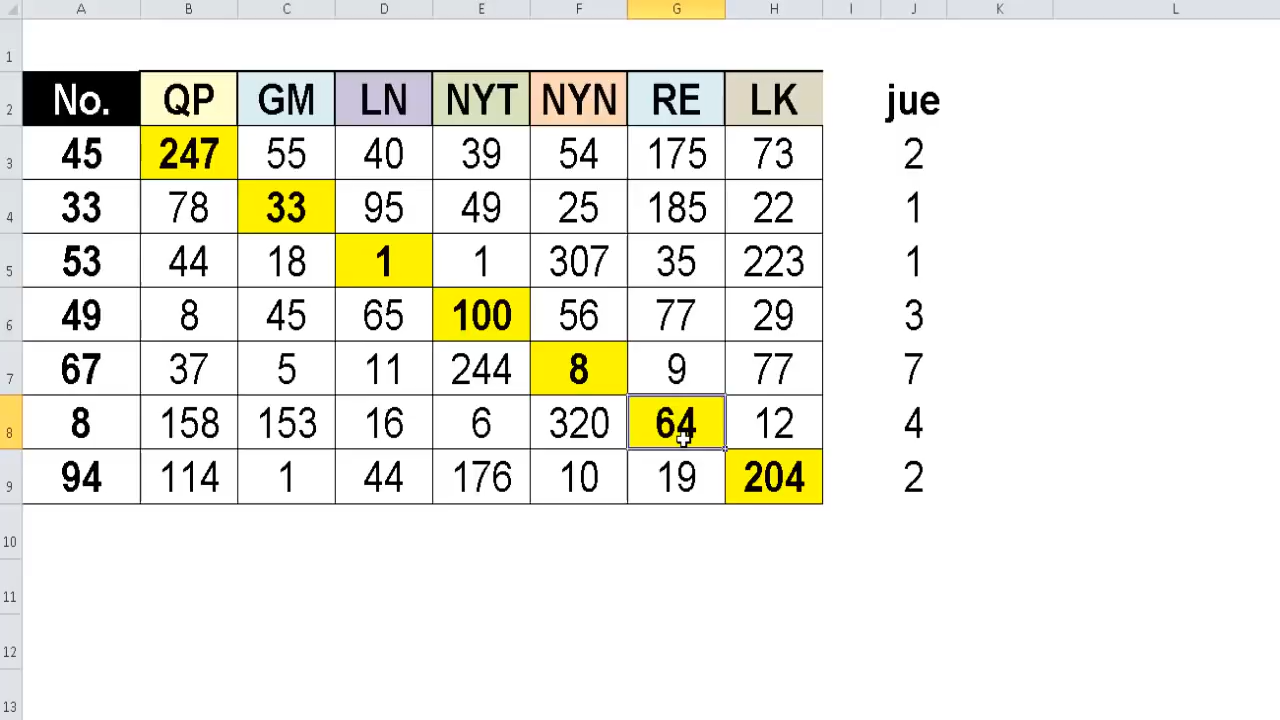 A B C D E F G H I J K L
1
2 No. QP GM LN NYT NYN RE LK jue
3 45 247 55 40 39 54 175 73 2
4 33 78 33 95 49 25 185 22 1
5 53 44 18 1 1 307 35 223 1
6 49 8 45 65 100 56 77 29 3
7 67 37 5 11 244 8 9 77 7
8 8 158 153 16 6 320 64 12 4
9 94 114 1 44 176 10 19 204 2
10
11
12
13